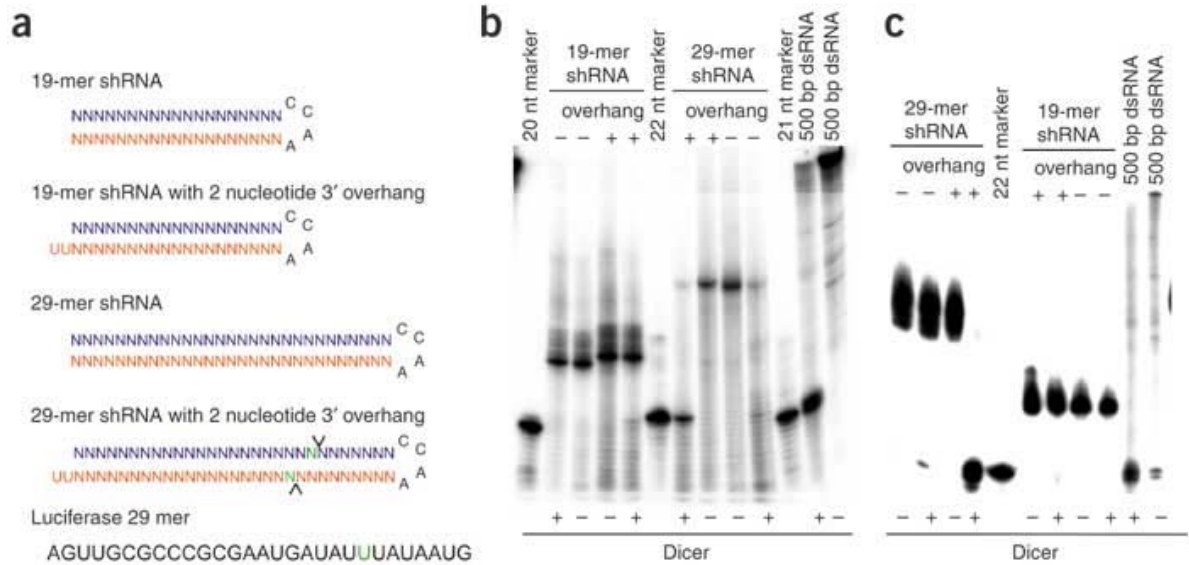 a
19-mer shRNA
NNNNNNNNNNNNNNNNNNN C C
NNNNNNNNNNNNNNNNNNN A A
19-mer shRNA with 2 nucleotide 3′ overhang
NNNNNNNNNNNNNNNNNNN C C
UUNNNNNNNNNNNNNNNNNNN A A
29-mer shRNA
NNNNNNNNNNNNNNNNNNNNNNNNNNNNN C C
NNNNNNNNNNNNNNNNNNNNNNNNNNNNN A A
29-mer shRNA with 2 nucleotide 3′ overhang
NNNNNNNNNNNNNNNNNNNNNNNNNNNNN C C
UUNNNNNNNNNNNNNNNNNNNNNNNNNNNNN A A
Luciferase 29 mer
AGUUGCGCCCGCGAAUGAUAUUUAUAAUG
b
20 nt marker
19-mer
shRNA
overhang
− − + +
22 nt marker
29-mer
shRNA
overhang
+ + − −
21 nt marker
500 bp dsRNA
500 bp dsRNA
+ − − + + − − + + −
Dicer
c
29-mer
shRNA
overhang
− − + +
22 nt marker
19-mer
shRNA
overhang
+ + − −
500 bp dsRNA
500 bp dsRNA
− + − + − + − + + −
Dicer